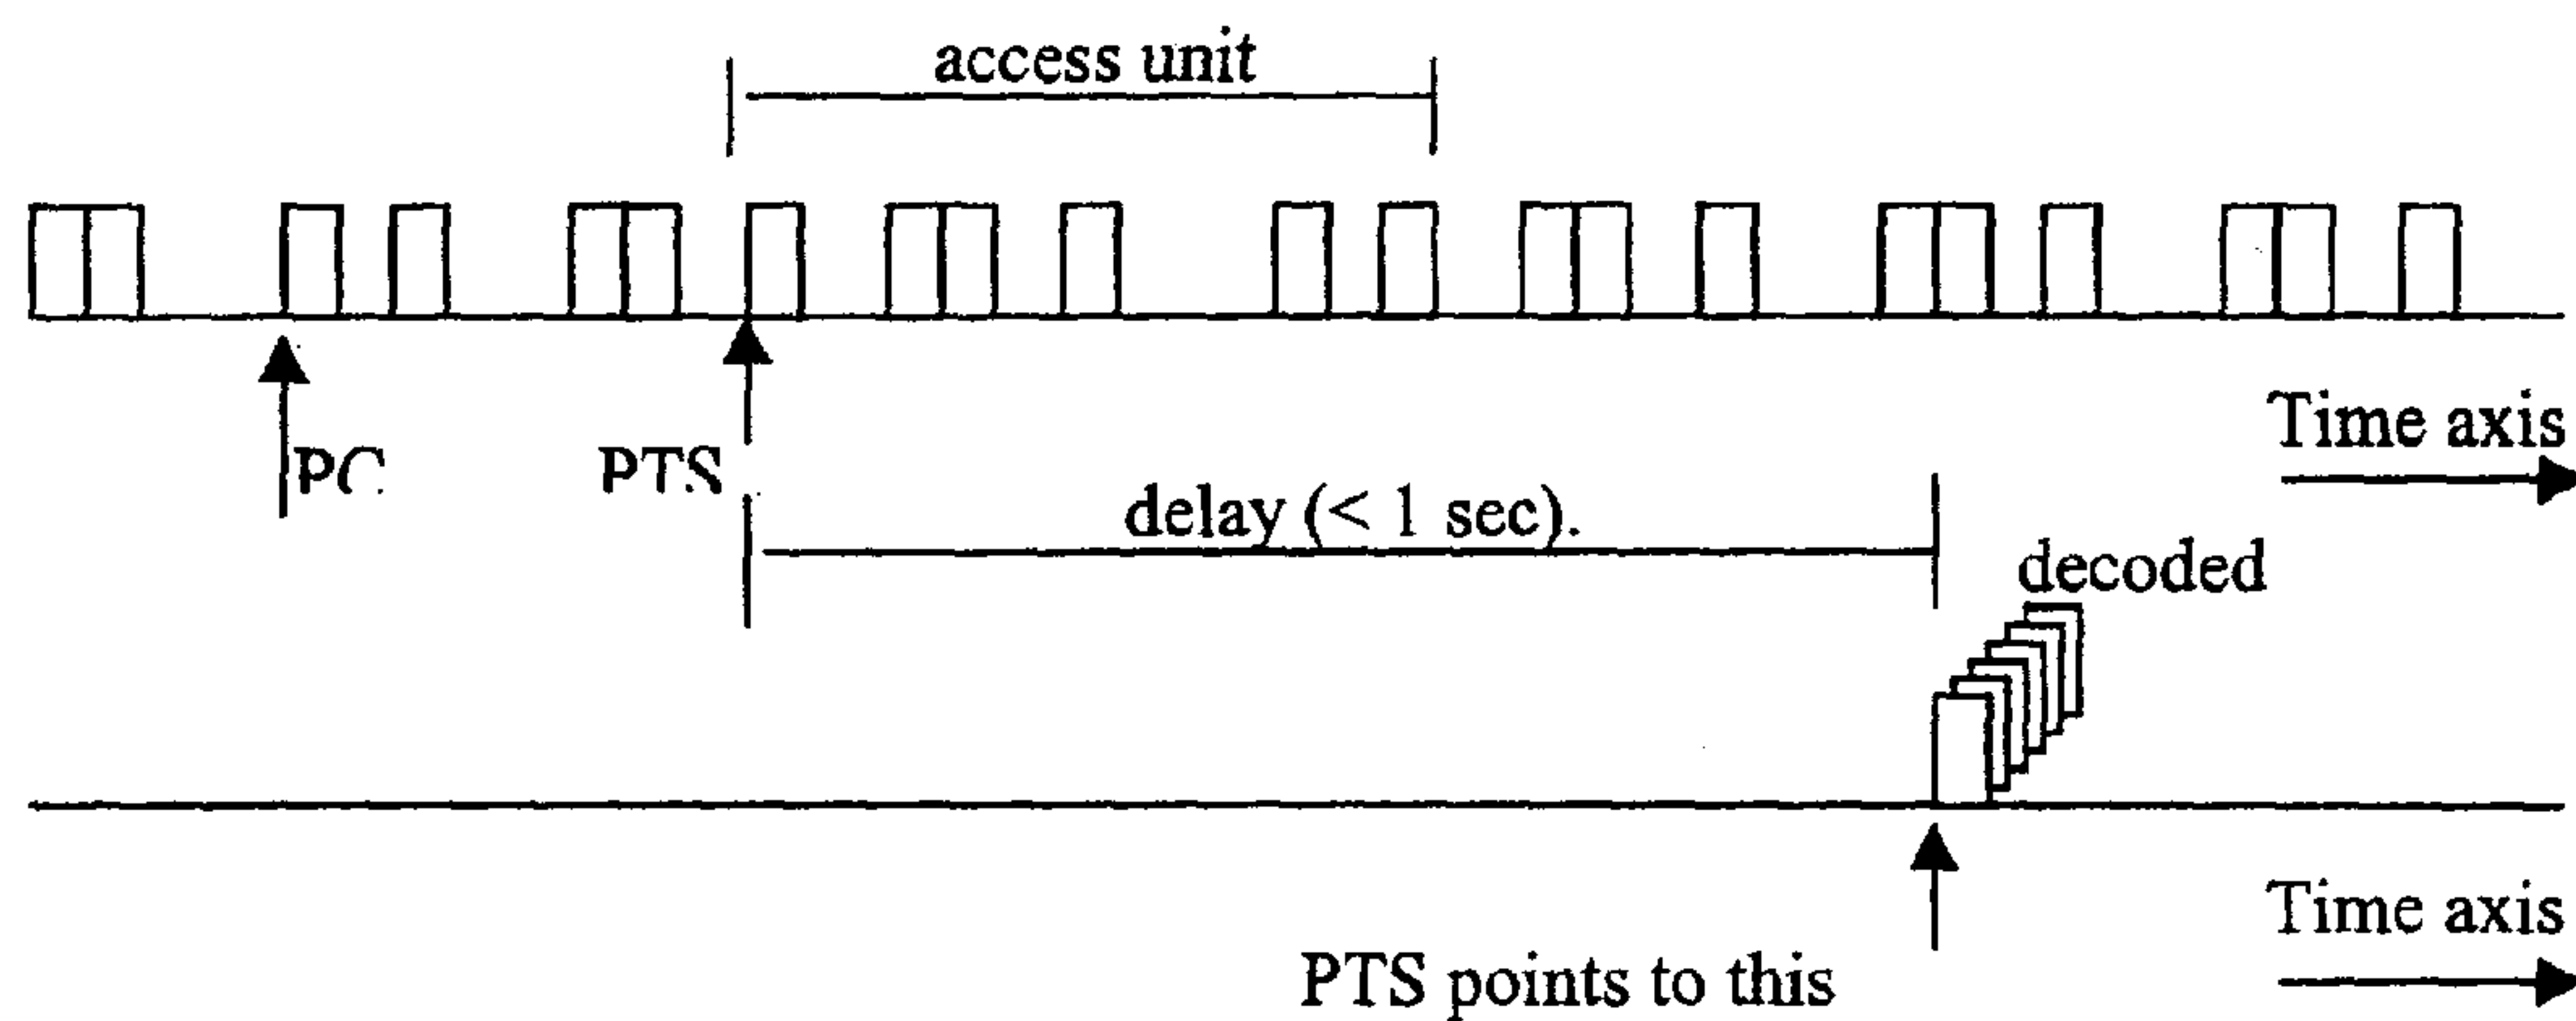 access unit
PC
PTS
Time axis
delay (< 1 sec).
decoded
Time axis
PTS points to this